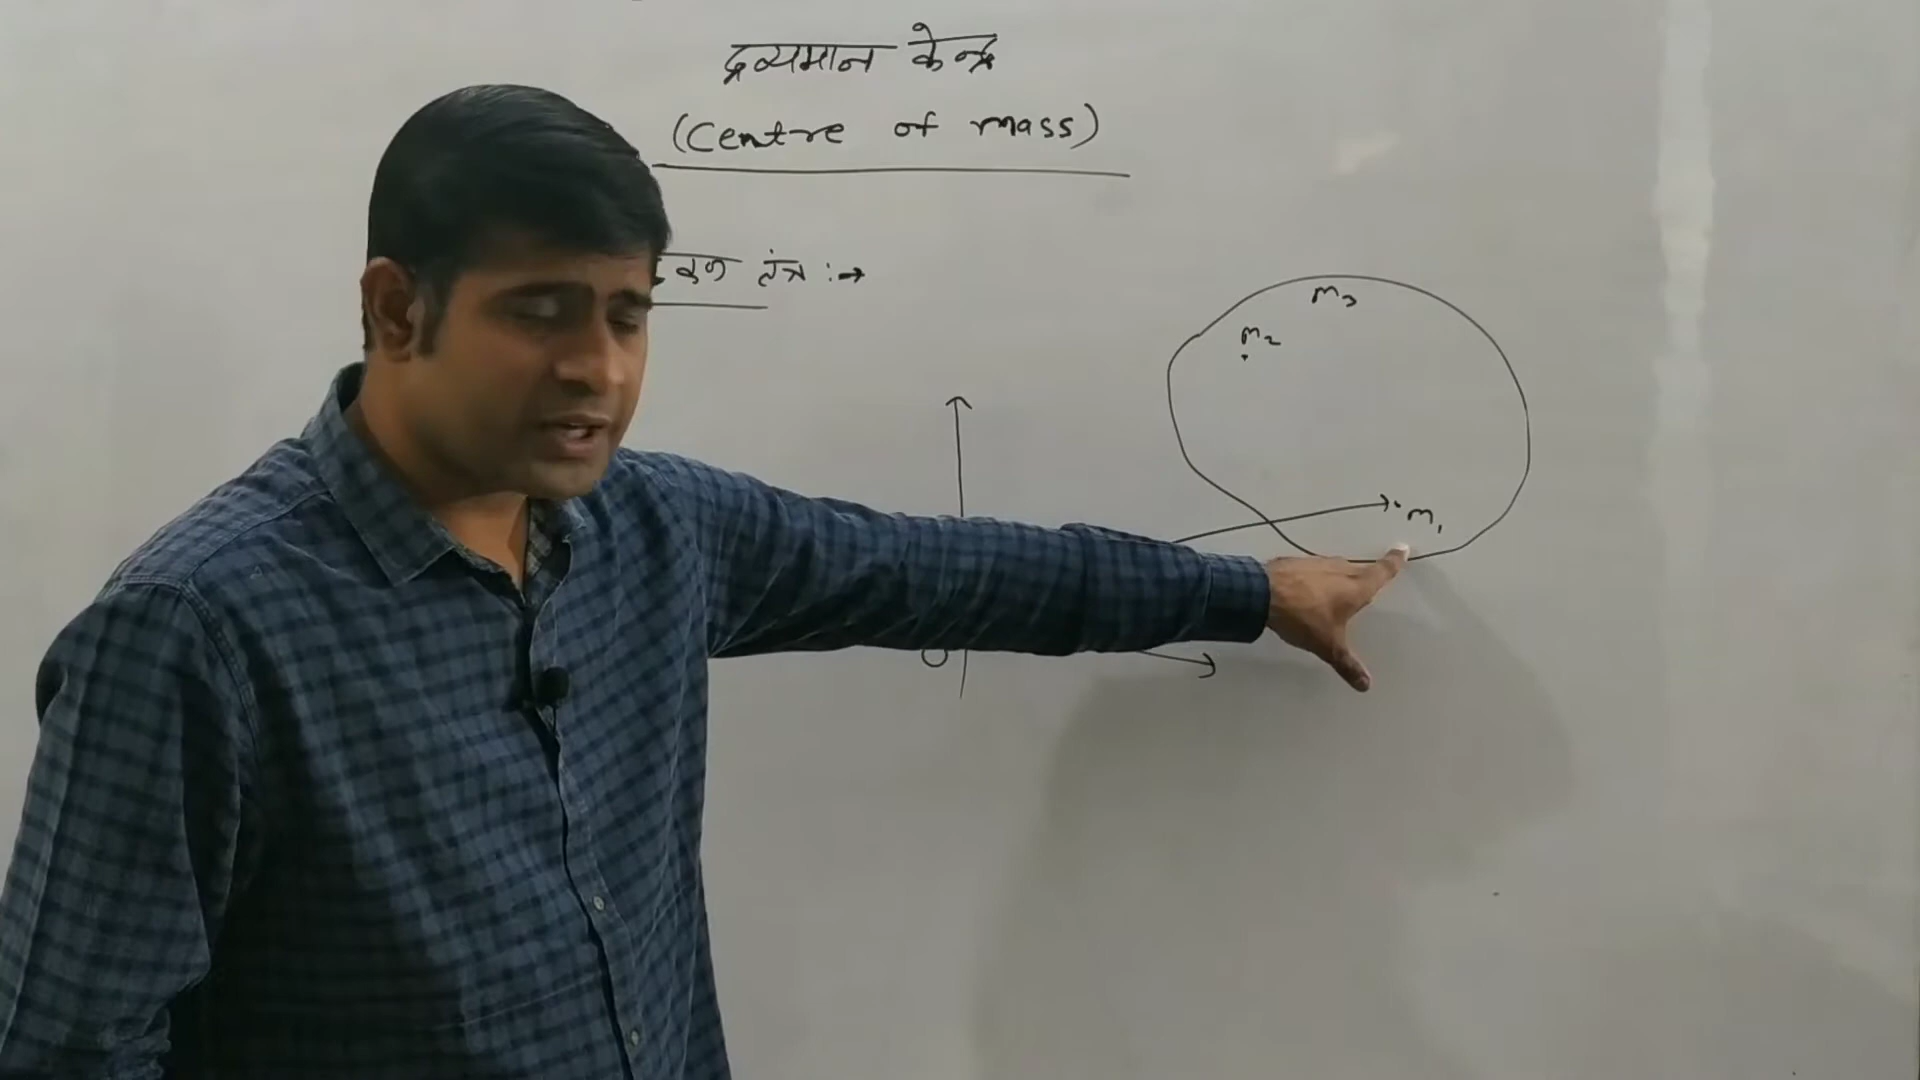 द्रव्यमान केन्द्र
(Centre of mass)
कण तंत्र :→
m₃
m₂
m₁
O